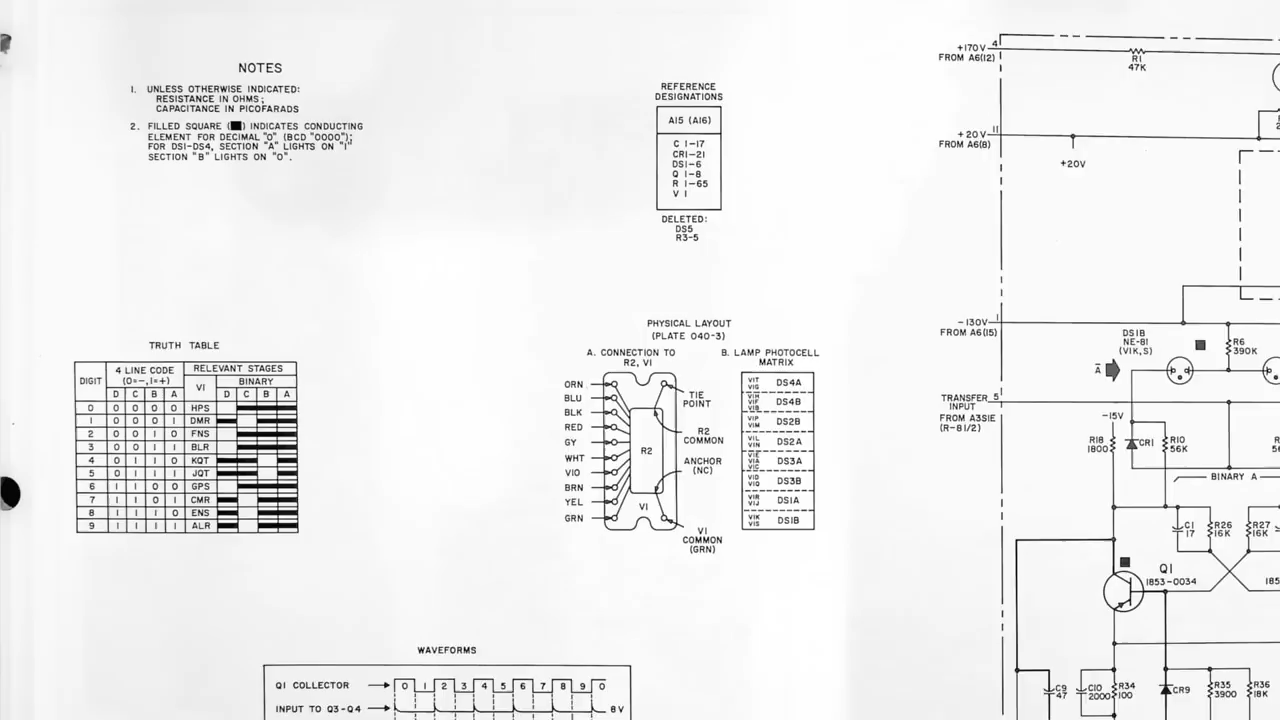 NOTES
1. UNLESS OTHERWISE INDICATED:
RESISTANCE IN OHMS;
CAPACITANCE IN PICOFARADS
2. FILLED SQUARE (■) INDICATES CONDUCTING
ELEMENT FOR DECIMAL "0" (BCD "0000");
FOR DS1-DS4, SECTION "A" LIGHTS ON "1"
SECTION "B" LIGHTS ON "0".
REFERENCE
DESIGNATIONS
A15 (A16)
C 1-17
CR1-21
DS1-6
Q 1-8
R 1-65
V 1
DELETED:
DS5
R3-5
TRUTH TABLE
DIGIT
4 LINE CODE
(0=-,1=+)
RELEVANT STAGES
V1
BINARY
D C B A D C B A
0 0 0 0 0 HPS
1 0 0 0 1 DMR
2 0 0 1 0 FNS
3 0 0 1 1 BLR
4 0 1 1 0 KQT
5 0 1 1 1 JQT
6 1 1 0 0 GPS
7 1 1 0 1 CMR
8 1 1 1 0 ENS
9 1 1 1 1 ALR
PHYSICAL LAYOUT
(PLATE 040-3)
A. CONNECTION TO
R2, V1
B. LAMP PHOTOCELL
MATRIX
ORN
BLU
BLK
RED
GY
WHT
VIO
BRN
YEL
GRN
R2
V1
TIE
POINT
R2
COMMON
ANCHOR
(NC)
V1
COMMON
(GRN)
V1T
V1G
DS4A
V1H
V1F
V1B
DS4B
V1P
V1M
DS2B
V1L
V1N
DS2A
V1E
V1A
V1C
DS3A
V1D
V1Q
DS3B
V1R
V1J
DS1A
V1K
V1S
DS1B
WAVEFORMS
Q1 COLLECTOR
0 1 2 3 4 5 6 7 8 9 0
INPUT TO Q3-Q4
8V
+170V
FROM A6(12)
4
R1
47K
+20V
FROM A6(8)
11
+20V
-130V
FROM A6(15)
1
DS1B
NE-81
(V1K,S)
R6
390K
A
TRANSFER
INPUT
5
FROM A3S1E
(R-81/2)
-15V
R18
1800
CR1
R10
56K
BINARY A
C1
17
R26
16K
R27
16K
Q1
1853-0034
C9
47
C10
2000
R34
100
CR9
R35
3900
R36
18K